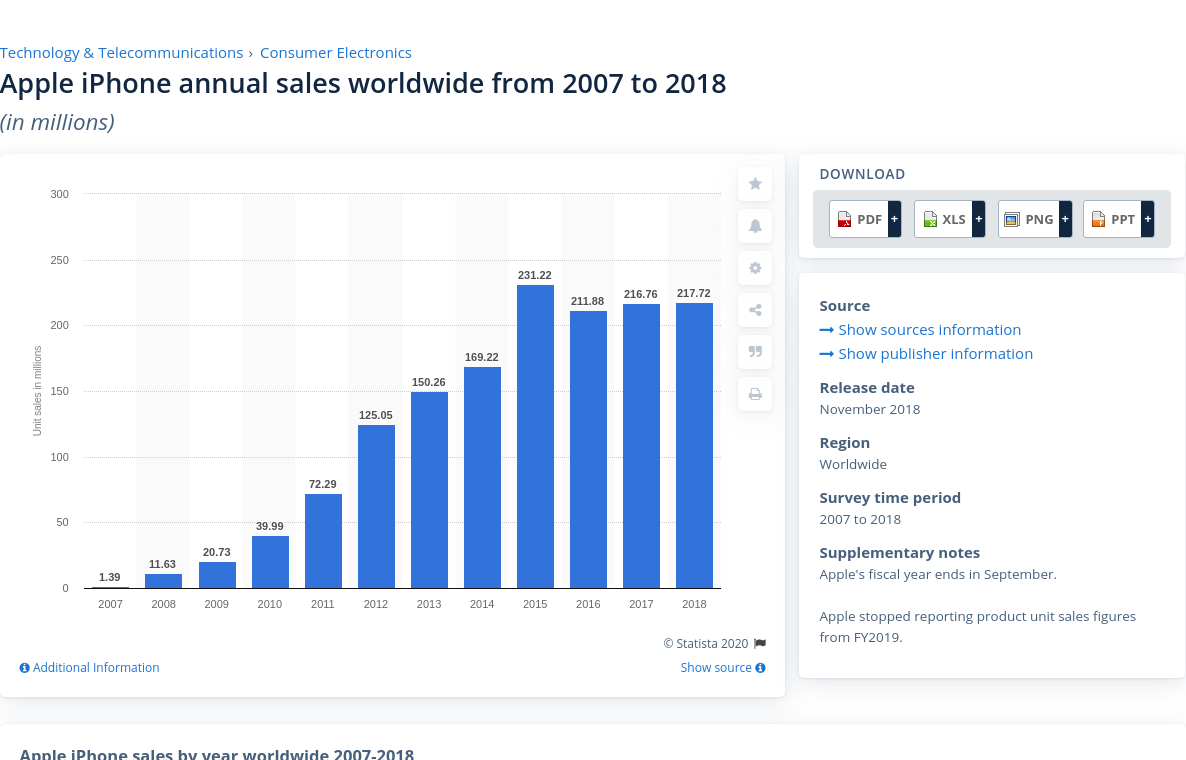 Technology & Telecommunications › Consumer Electronics
Apple iPhone annual sales worldwide from 2007 to 2018
(in millions)
300
250
200
150
100
50
0
Unit sales in millions
1.39
11.63
20.73
39.99
72.29
125.05
150.26
169.22
231.22
211.88
216.76
217.72
2007 2008 2009 2010 2011 2012 2013 2014 2015 2016 2017 2018
© Statista 2020
Additional Information
Show source
DOWNLOAD
PDF + XLS + PNG + PPT +
Source
Show sources information
Show publisher information
Release date
November 2018
Region
Worldwide
Survey time period
2007 to 2018
Supplementary notes
Apple's fiscal year ends in September.
Apple stopped reporting product unit sales figures
from FY2019.
Apple iPhone sales by year worldwide 2007-2018